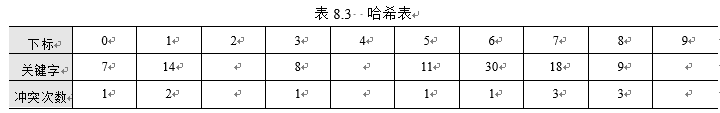 表 8.3 哈希表
下标 0 1 2 3 4 5 6 7 8 9
关键字 7 14 8 11 30 18 9
冲突次数 1 2 1 1 1 3 3